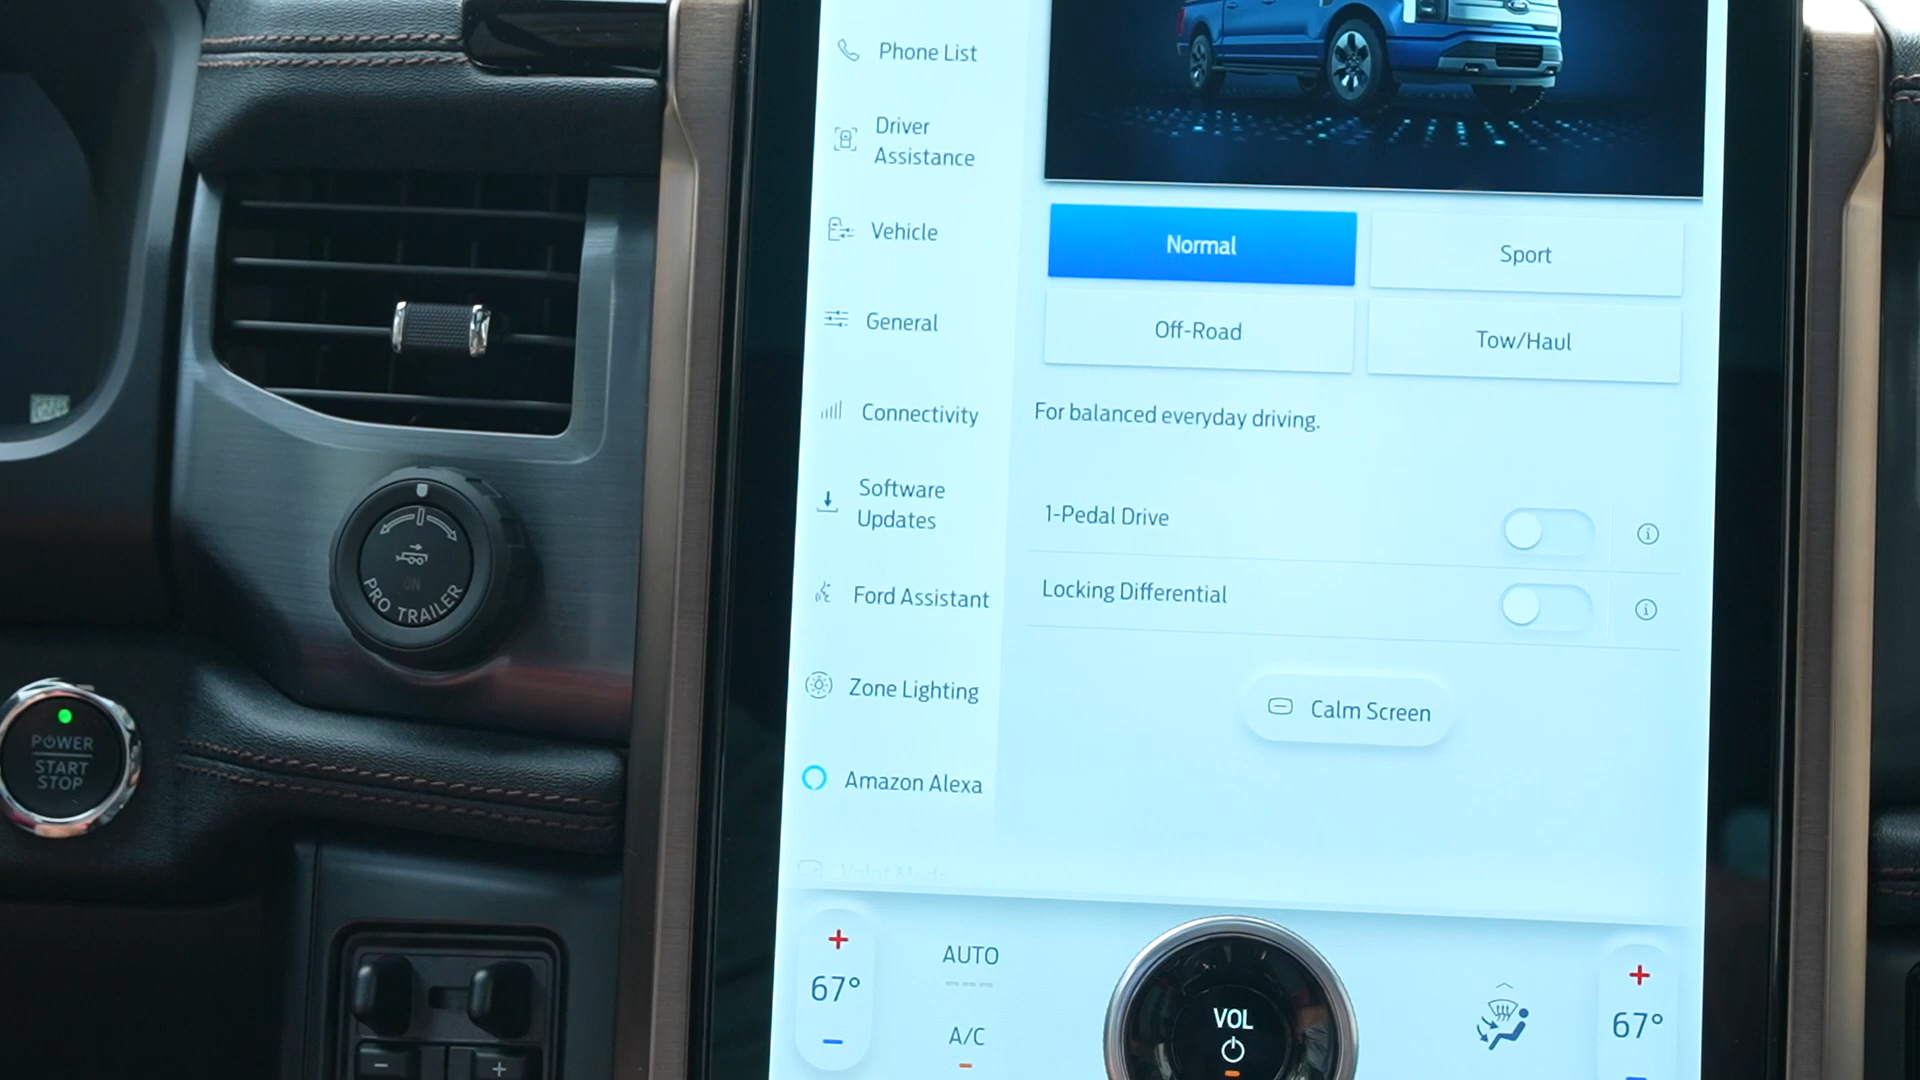 Phone List
Driver
Assistance
Vehicle
General
Connectivity
Software
Updates
Ford Assistant
Zone Lighting
Amazon Alexa
Valet Mode
Normal
Sport
Off-Road
Tow/Haul
For balanced everyday driving.
1-Pedal Drive
Locking Differential
Calm Screen
ON
PRO TRAILER
POWER
START
STOP
+
67°
−
AUTO
A/C
VOL
+
67°
−
+